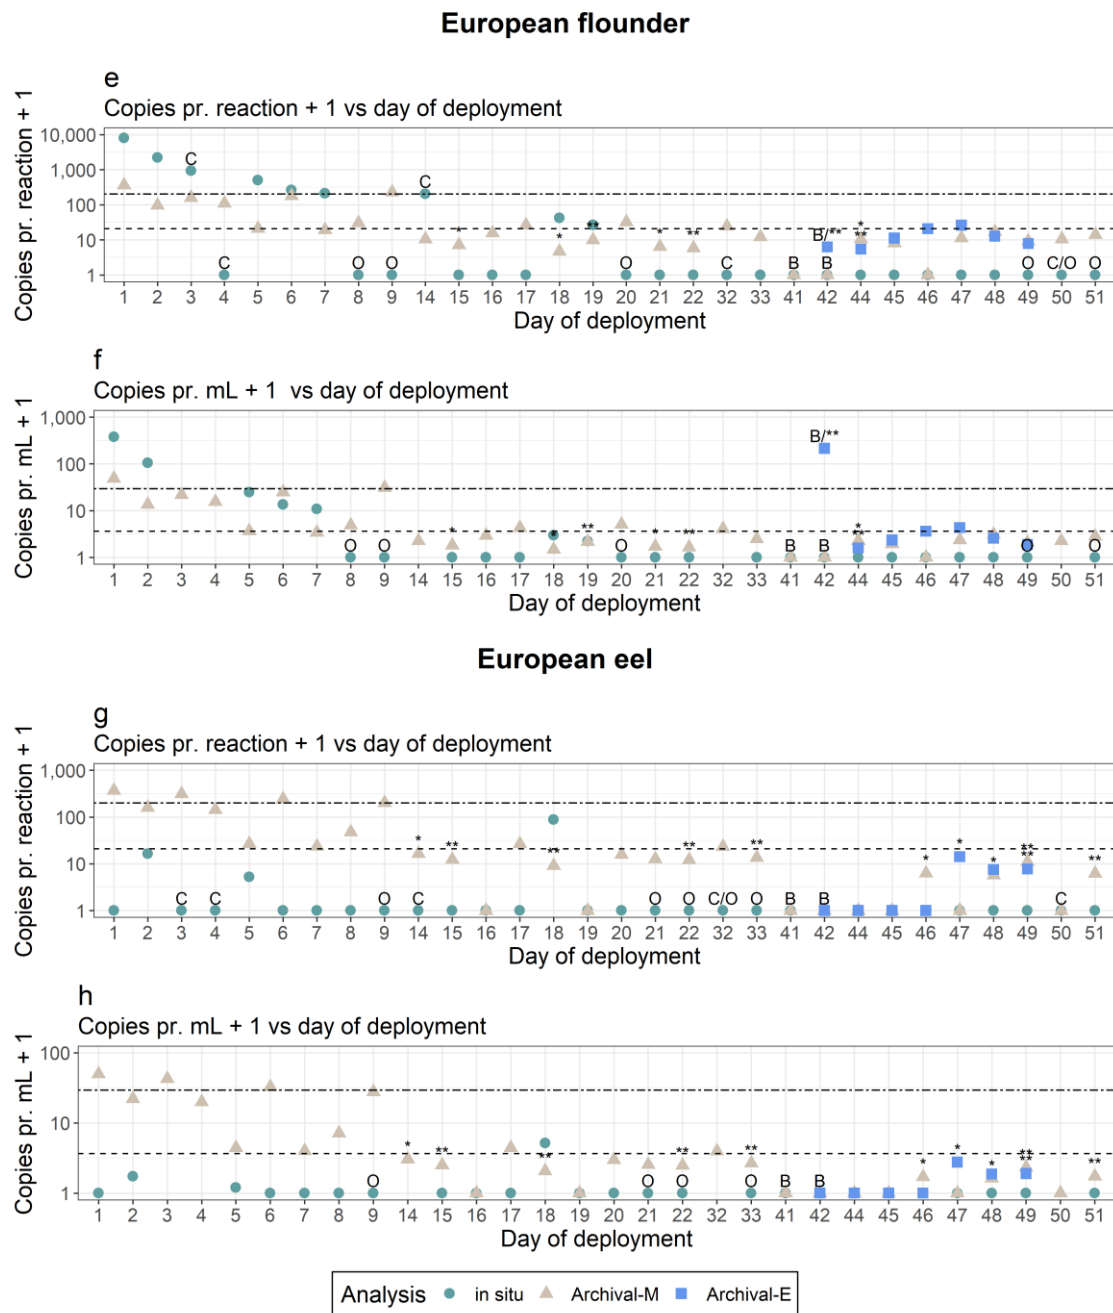 European flounder
e
Copies pr. reaction + 1 vs day of deployment
Copies pr. reaction + 1
10,000
1,000
100
10
1
C
C
*
*
**
*
**
B/**
*
**
C
O
O
O
C
B
B
O
C/O
O
1 2 3 4 5 6 7 8 9 14 15 16 17 18 19 20 21 22 32 33 41 42 44 45 46 47 48 49 50 51
Day of deployment
f
Copies pr. mL + 1 vs day of deployment
Copies pr. mL + 1
1,000
100
10
1
B/**
*
*
**
*
**
*
**
O
O
O
B
B
O
O
1 2 3 4 5 6 7 8 9 14 15 16 17 18 19 20 21 22 32 33 41 42 44 45 46 47 48 49 50 51
Day of deployment
European eel
g
Copies pr. reaction + 1 vs day of deployment
Copies pr. reaction + 1
1,000
100
10
1
*
**
**
**
**
*
*
*
**
**
**
C
C
O
C
O
O
C/O
O
B
B
C
1 2 3 4 5 6 7 8 9 14 15 16 17 18 19 20 21 22 32 33 41 42 44 45 46 47 48 49 50 51
Day of deployment
h
Copies pr. mL + 1 vs day of deployment
Copies pr. mL + 1
100
10
1
*
**
**
**
**
*
*
*
**
**
**
O
O
O
O
B
B
1 2 3 4 5 6 7 8 9 14 15 16 17 18 19 20 21 22 32 33 41 42 44 45 46 47 48 49 50 51
Day of deployment
Analysis in situ Archival-M Archival-E